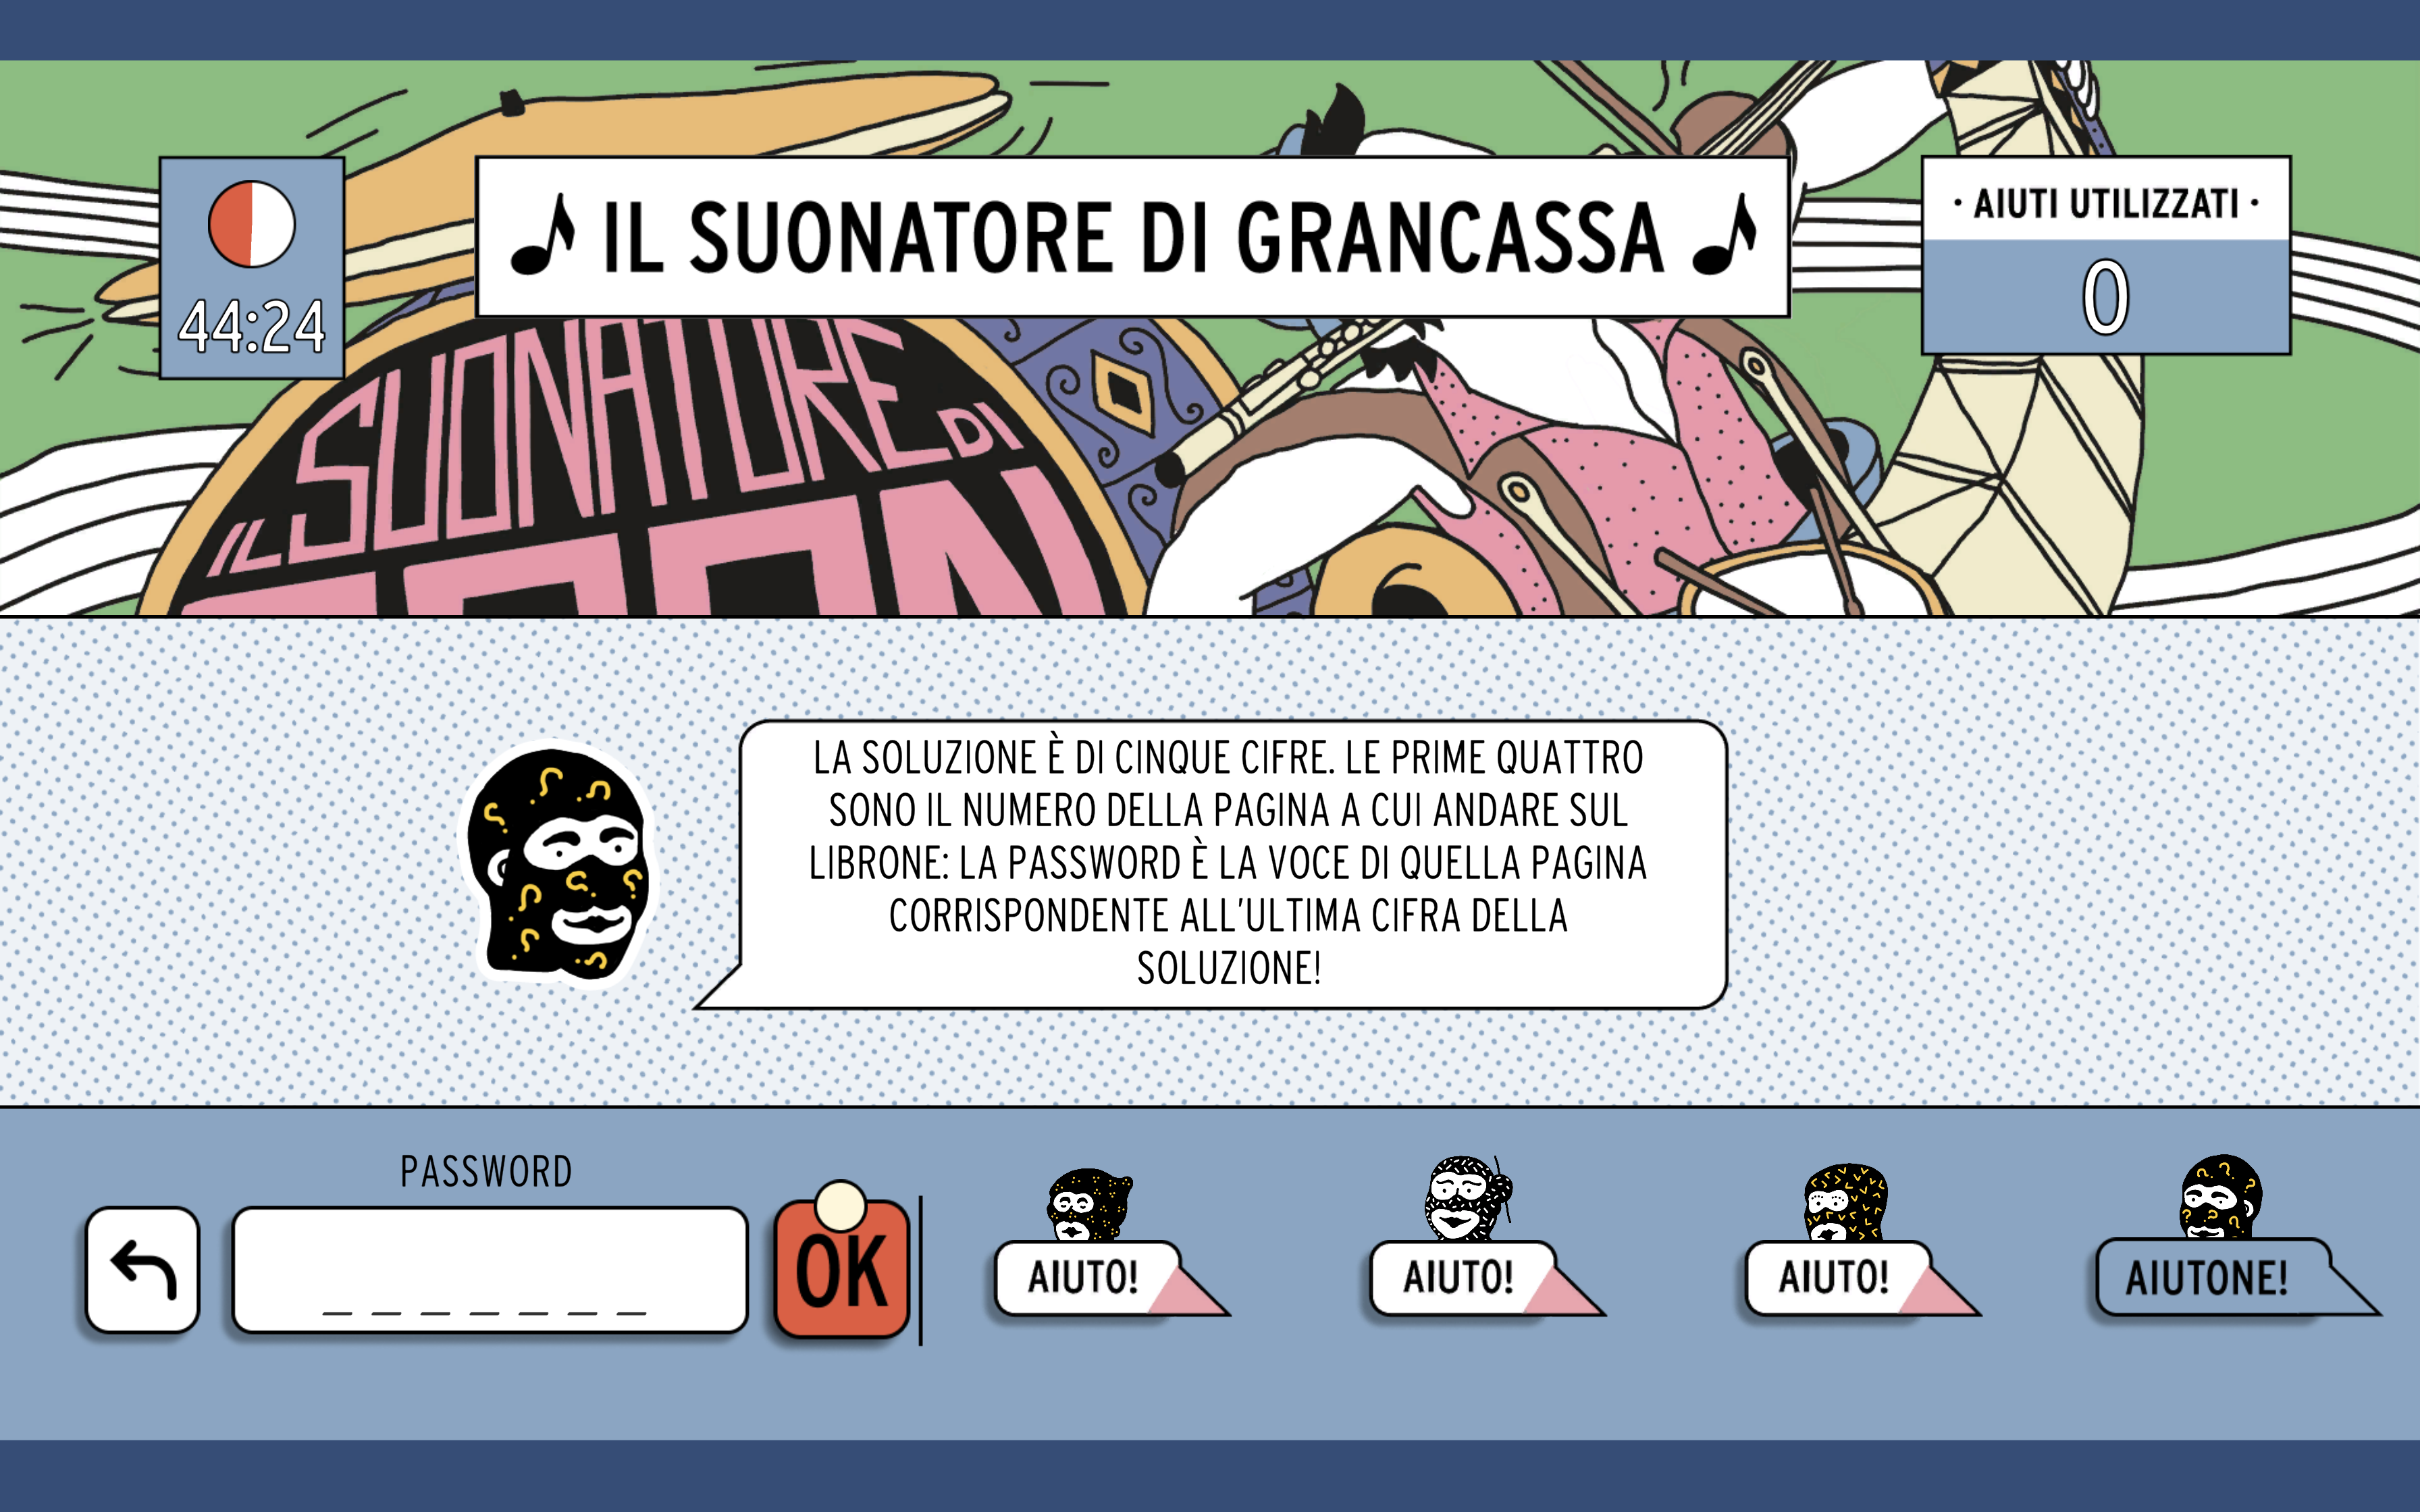 IL SUONATORE DI GRANCASSA
· AIUTI UTILIZZATI ·
44:24
0
IL SUONATORE DI
GRAN
LA SOLUZIONE È DI CINQUE CIFRE. LE PRIME QUATTRO
SONO IL NUMERO DELLA PAGINA A CUI ANDARE SUL
LIBRONE: LA PASSWORD È LA VOCE DI QUELLA PAGINA
CORRISPONDENTE ALL'ULTIMA CIFRA DELLA
SOLUZIONE!
PASSWORD
_ _ _ _ _ _ _
OK
AIUTO!
AIUTO!
AIUTO!
AIUTONE!